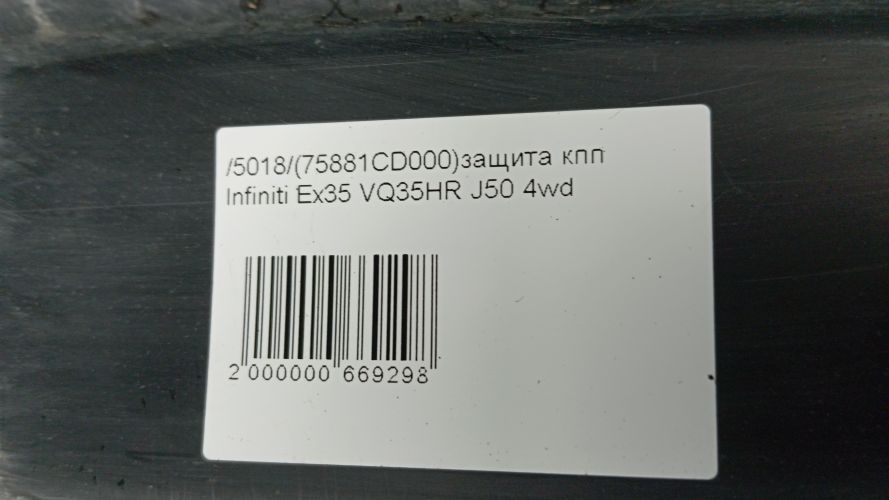 /5018/(75881CD000)защита кпп
Infiniti Ex35 VQ35HR J50 4wd
2 000000 669298